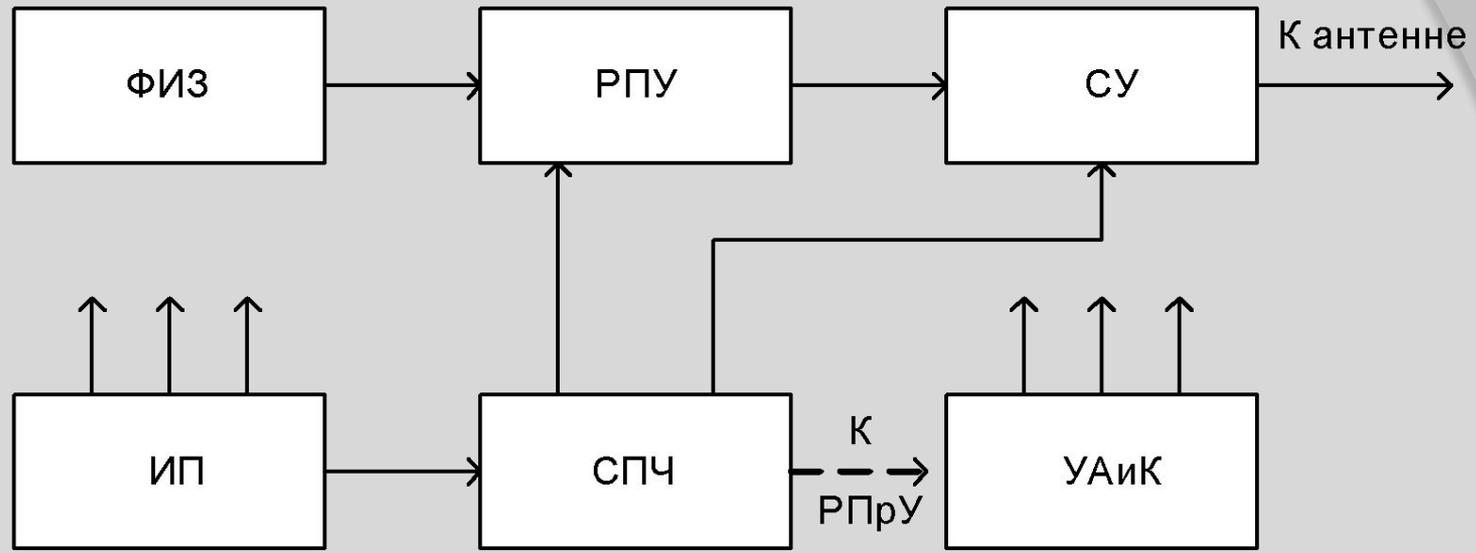 К антенне
ФИЗ
РПУ
СУ
К
РПрУ
ИП
СПЧ
УАиК